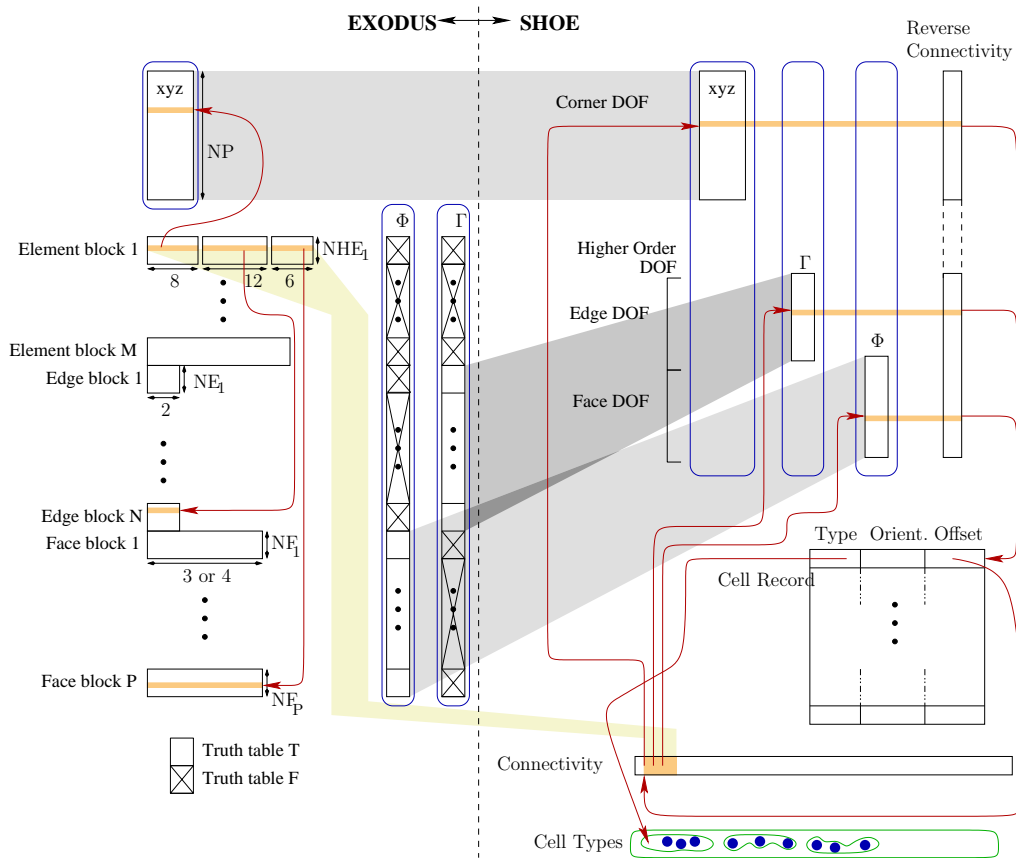 EXODUS SHOE
Reverse
Connectivity
xyz
NP
Corner DOF
xyz
Φ
Γ
Element block 1
NHE1
8
12
6
Higher Order
DOF
Γ
Edge DOF
Φ
Element block M
Edge block 1
NE1
2
Face DOF
Edge block N
Face block 1
NF1
3 or 4
Type Orient. Offset
Cell Record
Face block P
NFP
Truth table T
Truth table F
Connectivity
Cell Types